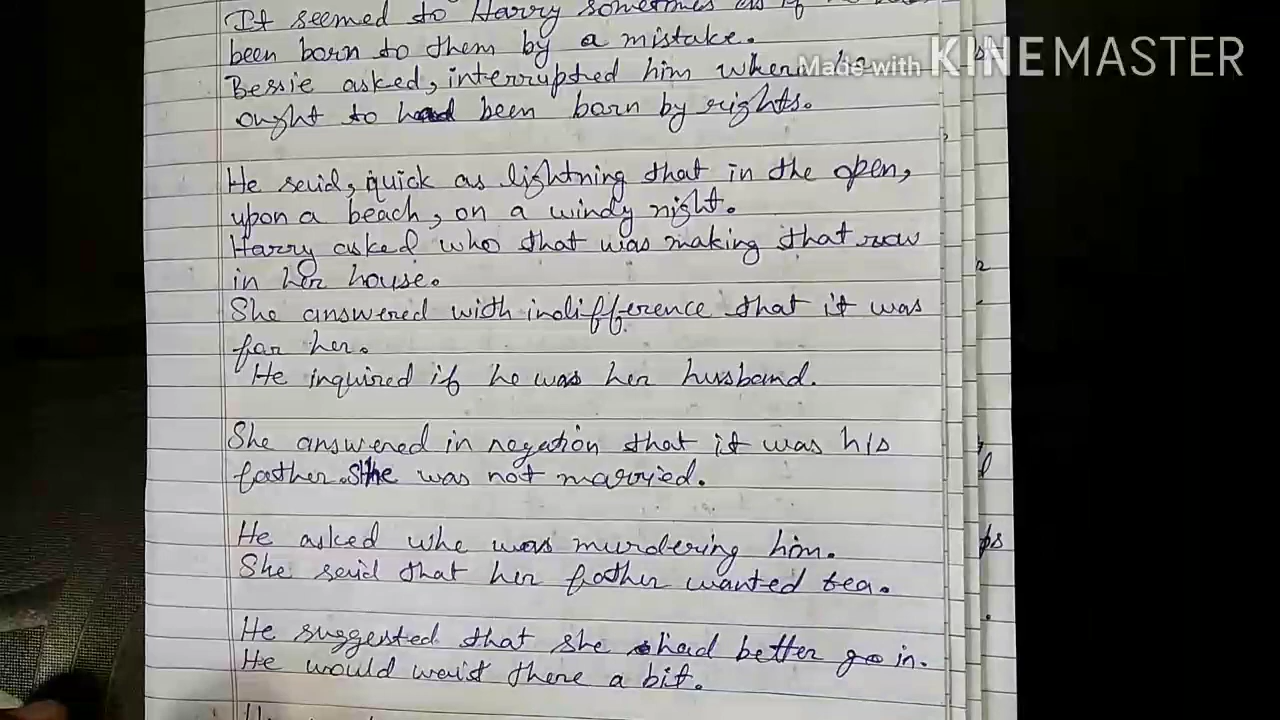 It seemed to Harry sometimes as if he
been born to them by a mistake.
Bessie asked, interrupted him where he
Made with KINEMASTER
ought to had been born by rights.
He said, quick as lightning that in the open,
upon a beach, on a windy night.
Harry asked who that was making that row
in her house.
She answered with indifference that it was
for her.
He inquired if he was her husband.
She answered in negation that it was his
father. She was not married.
He asked who was murdering him.
She said that her father wanted tea.
He suggested that she had better go in.
He would waist there a bit.